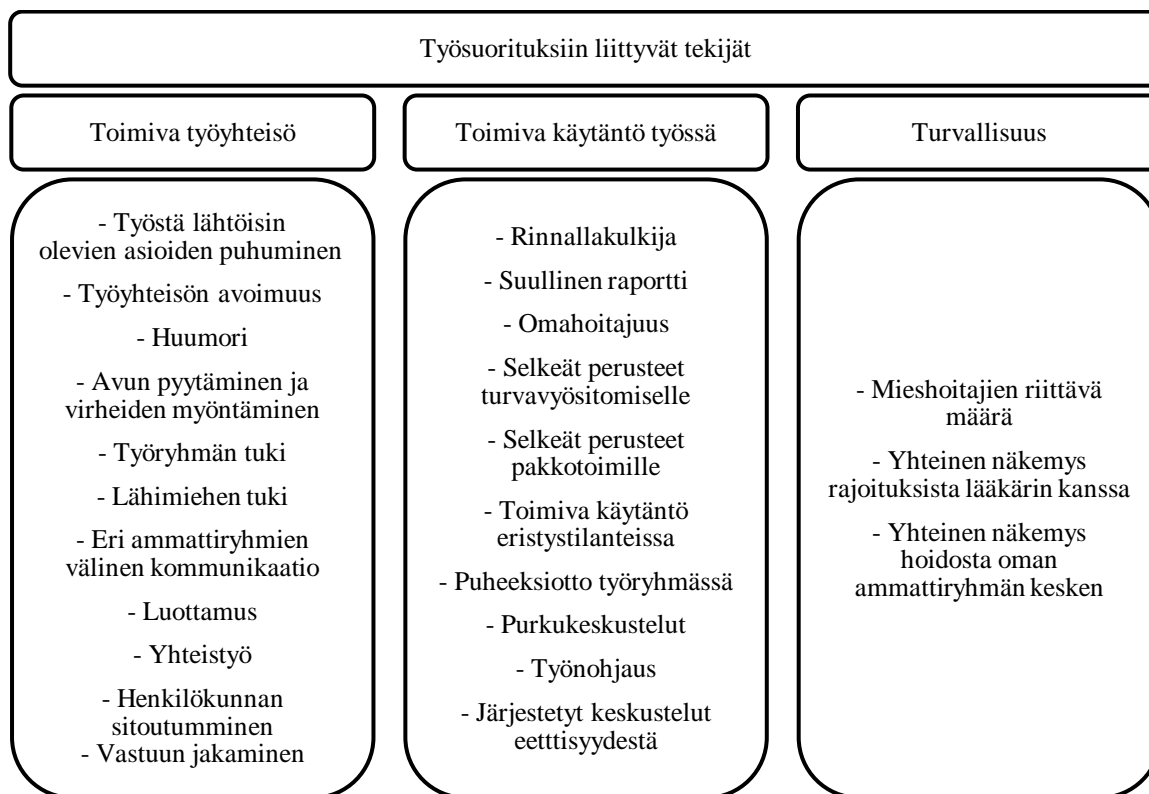 Työsuorituksiin liittyvät tekijät
Toimiva työyhteisö
- Työstä lähtöisin
olevien asioiden puhuminen
- Työyhteisön avoimuus
- Huumori
- Avun pyytäminen ja
virheiden myöntäminen
- Työryhmän tuki
- Lähimiehen tuki
- Eri ammattiryhmien
välinen kommunikaatio
- Luottamus
- Yhteistyö
- Henkilökunnan
sitoutumminen
- Vastuun jakaminen
Toimiva käytäntö työssä
- Rinnallakulkija
- Suullinen raportti
- Omahoitajuus
- Selkeät perusteet
turvavyösitomiselle
- Selkeät perusteet
pakkotoimille
- Toimiva käytäntö
eristystilanteissa
- Puheeksiotto työryhmässä
- Purkukeskustelut
- Työnohjaus
- Järjestetyt keskustelut
eetttisyydestä
Turvallisuus
- Mieshoitajien riittävä
määrä
- Yhteinen näkemys
rajoituksista lääkärin kanssa
- Yhteinen näkemys
hoidosta oman
ammattiryhmän kesken